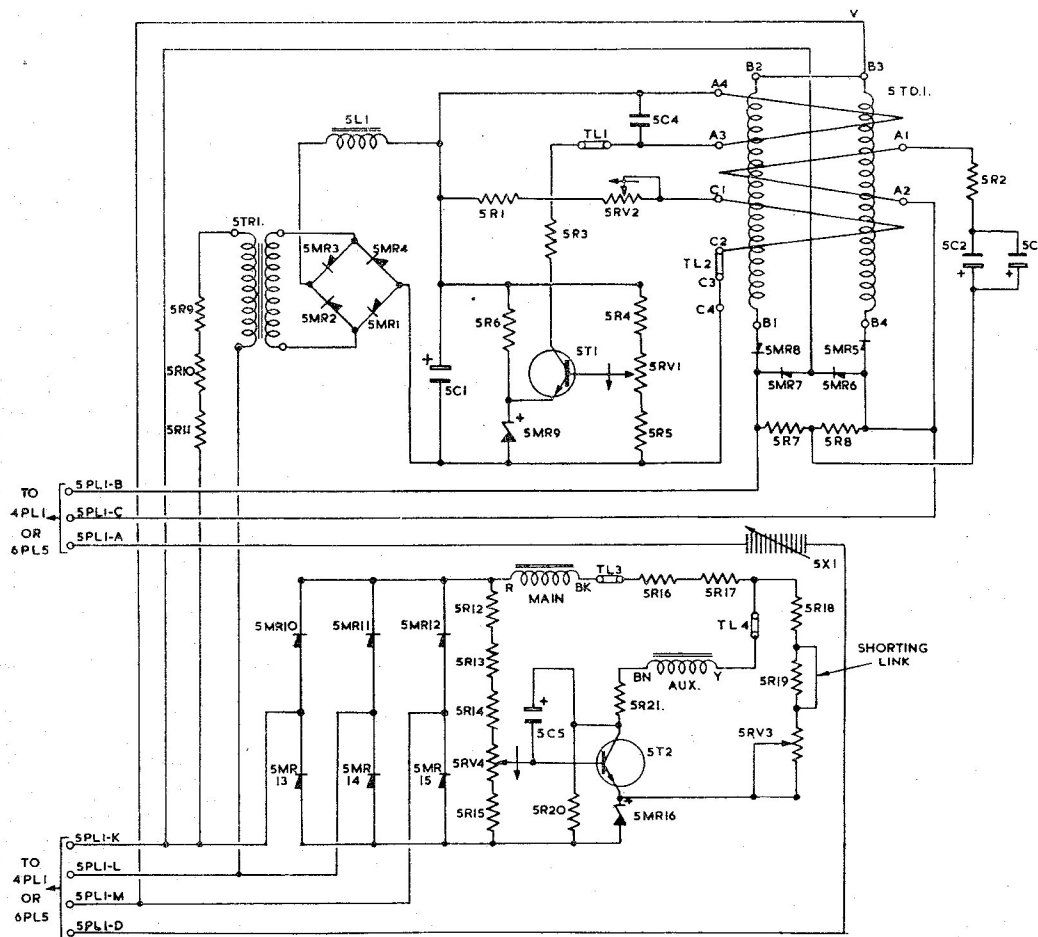 V
B2
B3
5TD.1.
A4
5L1
5C4
A3
TL1
A1
5R1
5RV2
C1
A2
5R2
5TR1.
5R3
C2
TL2
C3
5C2
5C
5MR3
5MR4
C4
5R9
5MR2
5MR1
5R6
5R4
B1
B4
5MR8
5MR5
5R10
5T1
5RV1
5MR7
5MR6
5C1
5R11
5MR9
5R5
5R7
5R8
TO
4PL1
OR
6PL5
5PL1-B
5PL1-C
5PL1-A
5X1
R
MAIN
BK
TL3
5R16
5R17
5R12
5R18
5MR10
5MR11
5MR12
TL4
SHORTING
LINK
5R13
BN
AUX.
Y
5R19
5R14
5C5
5R21.
5RV4
5T2
5RV3
5MR
13
5MR
14
5MR
15
5R15
5R20
5MR16
TO
4PL1
OR
6PL5
5PL1-K
5PL1-L
5PL1-M
5PL1-D